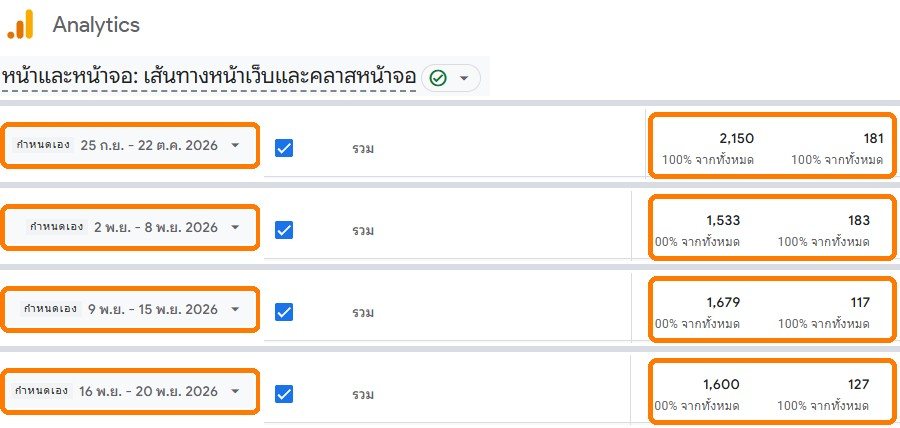 Analytics
หน้าและหน้าจอ: เส้นทางหน้าเว็บและคลาสหน้าจอ
กำหนดเอง 25 ก.ย. - 22 ต.ค. 2026 รวม 2,150 181
100% จากทั้งหมด 100% จากทั้งหมด
กำหนดเอง 2 พ.ย. - 8 พ.ย. 2026 รวม 1,533 183
00% จากทั้งหมด 100% จากทั้งหมด
กำหนดเอง 9 พ.ย. - 15 พ.ย. 2026 รวม 1,679 117
00% จากทั้งหมด 100% จากทั้งหมด
กำหนดเอง 16 พ.ย. - 20 พ.ย. 2026 รวม 1,600 127
00% จากทั้งหมด 100% จากทั้งหมด